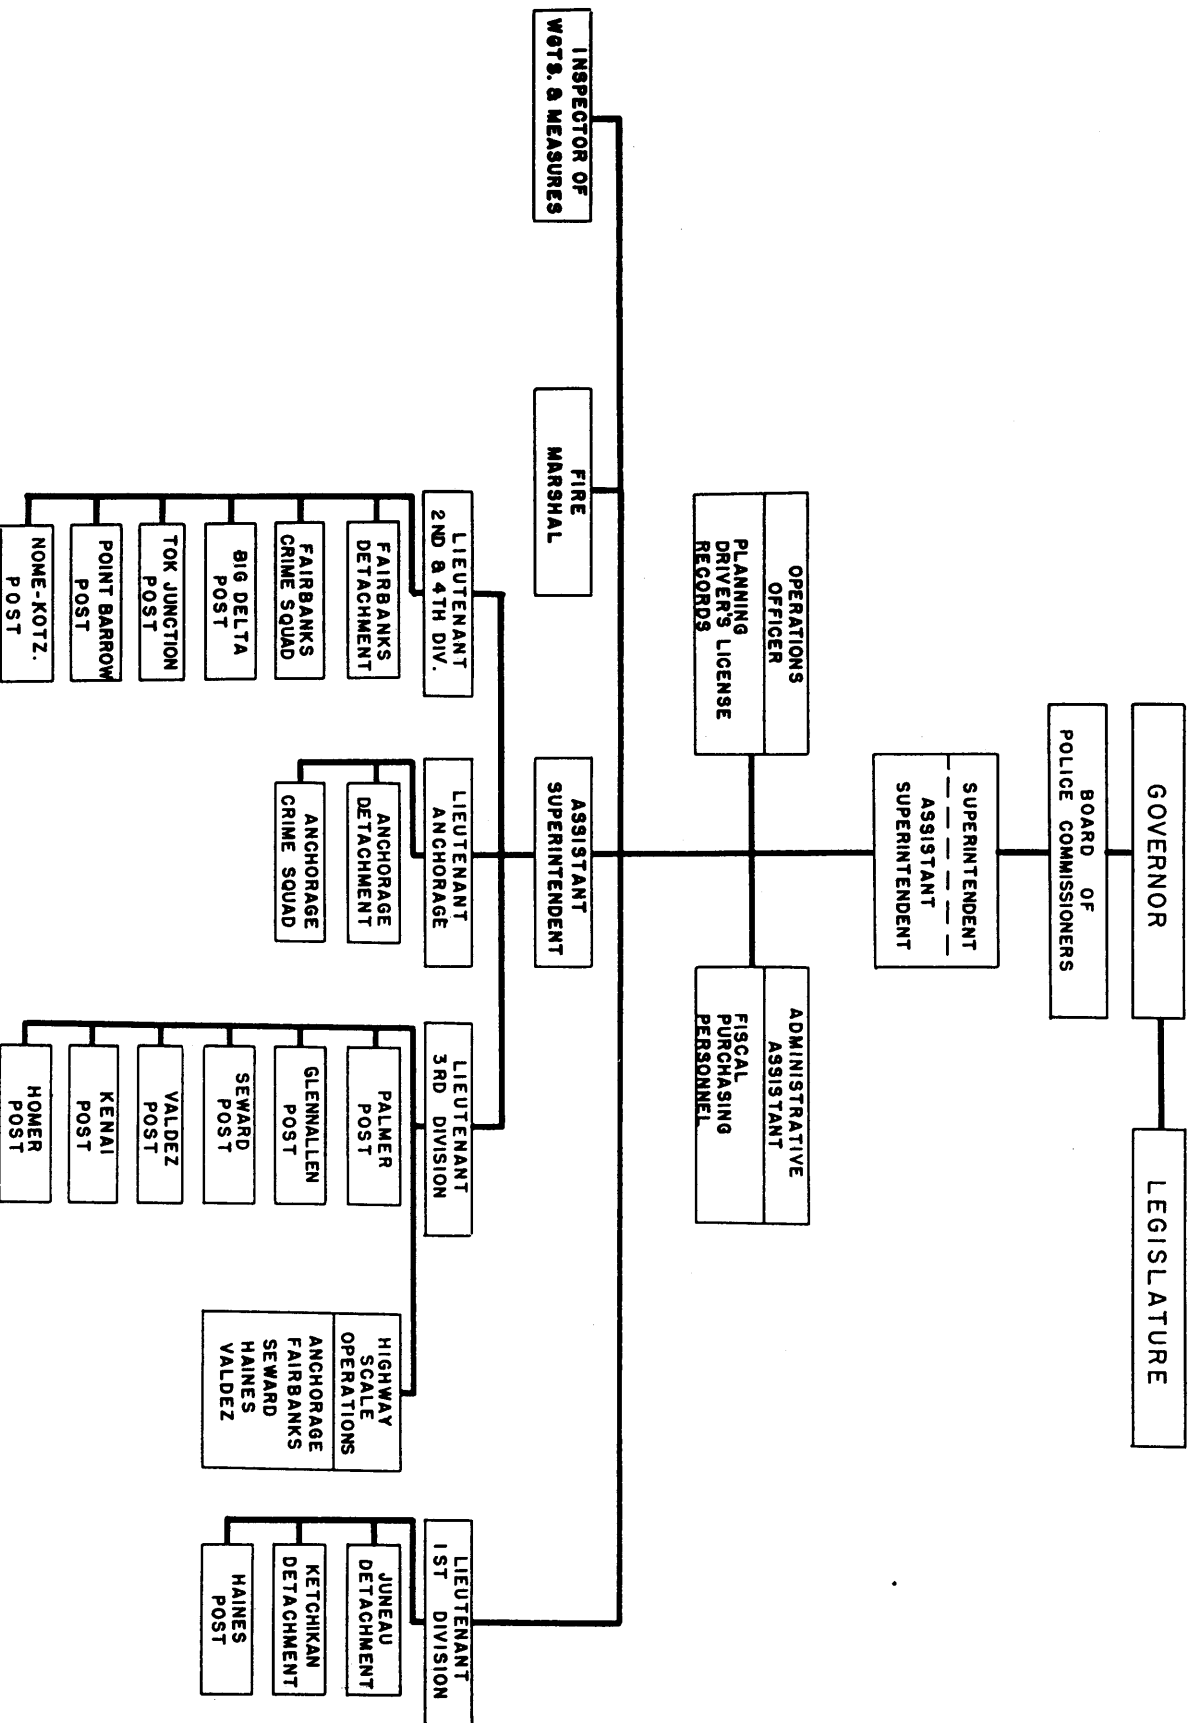 GOVERNOR
LEGISLATURE
BOARD OF
POLICE COMMISSIONERS
SUPERINTENDENT
ASSISTANT
SUPERINTENDENT
OPERATIONS
OFFICER
PLANNING
DRIVER'S LICENSE
RECORDS
ADMINISTRATIVE
ASSISTANT
FISCAL
PURCHASING
PERSONNEL
INSPECTOR OF
WGTS. & MEASURES
FIRE
MARSHAL
ASSISTANT
SUPERINTENDENT
LIEUTENANT
2ND & 4TH DIV.
FAIRBANKS
DETACHMENT
FAIRBANKS
CRIME SQUAD
BIG DELTA
POST
TOK JUNCTION
POST
POINT BARROW
POST
NOME-KOTZ.
POST
LIEUTENANT
ANCHORAGE
ANCHORAGE
DETACHMENT
ANCHORAGE
CRIME SQUAD
LIEUTENANT
3RD DIVISION
PALMER
POST
GLENNALLEN
POST
SEWARD
POST
VALDEZ
POST
KENAI
POST
HOMER
POST
HIGHWAY
SCALE
OPERATIONS
ANCHORAGE
FAIRBANKS
SEWARD
HAINES
VALDEZ
LIEUTENANT
1ST DIVISION
JUNEAU
DETACHMENT
KETCHIKAN
DETACHMENT
HAINES
POST